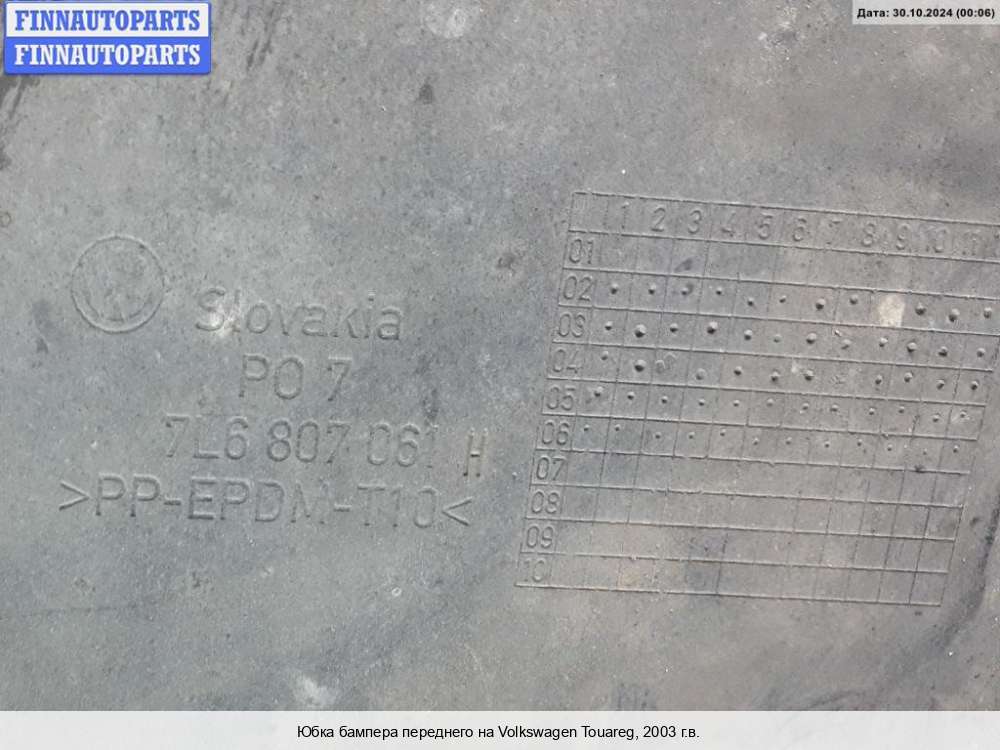 FINNAUTOPARTS
FINNAUTOPARTS
Дата: 30.10.2024 (00:06)
Slovakia
PO 7
7L6 807 061 H
>PP-EPDM-T10<
1 2 3 4 5 6 7 8 9 10 11
01
02
03
04
05
06
07
08
09
10
Юбка бампера переднего на Volkswagen Touareg, 2003 г.в.